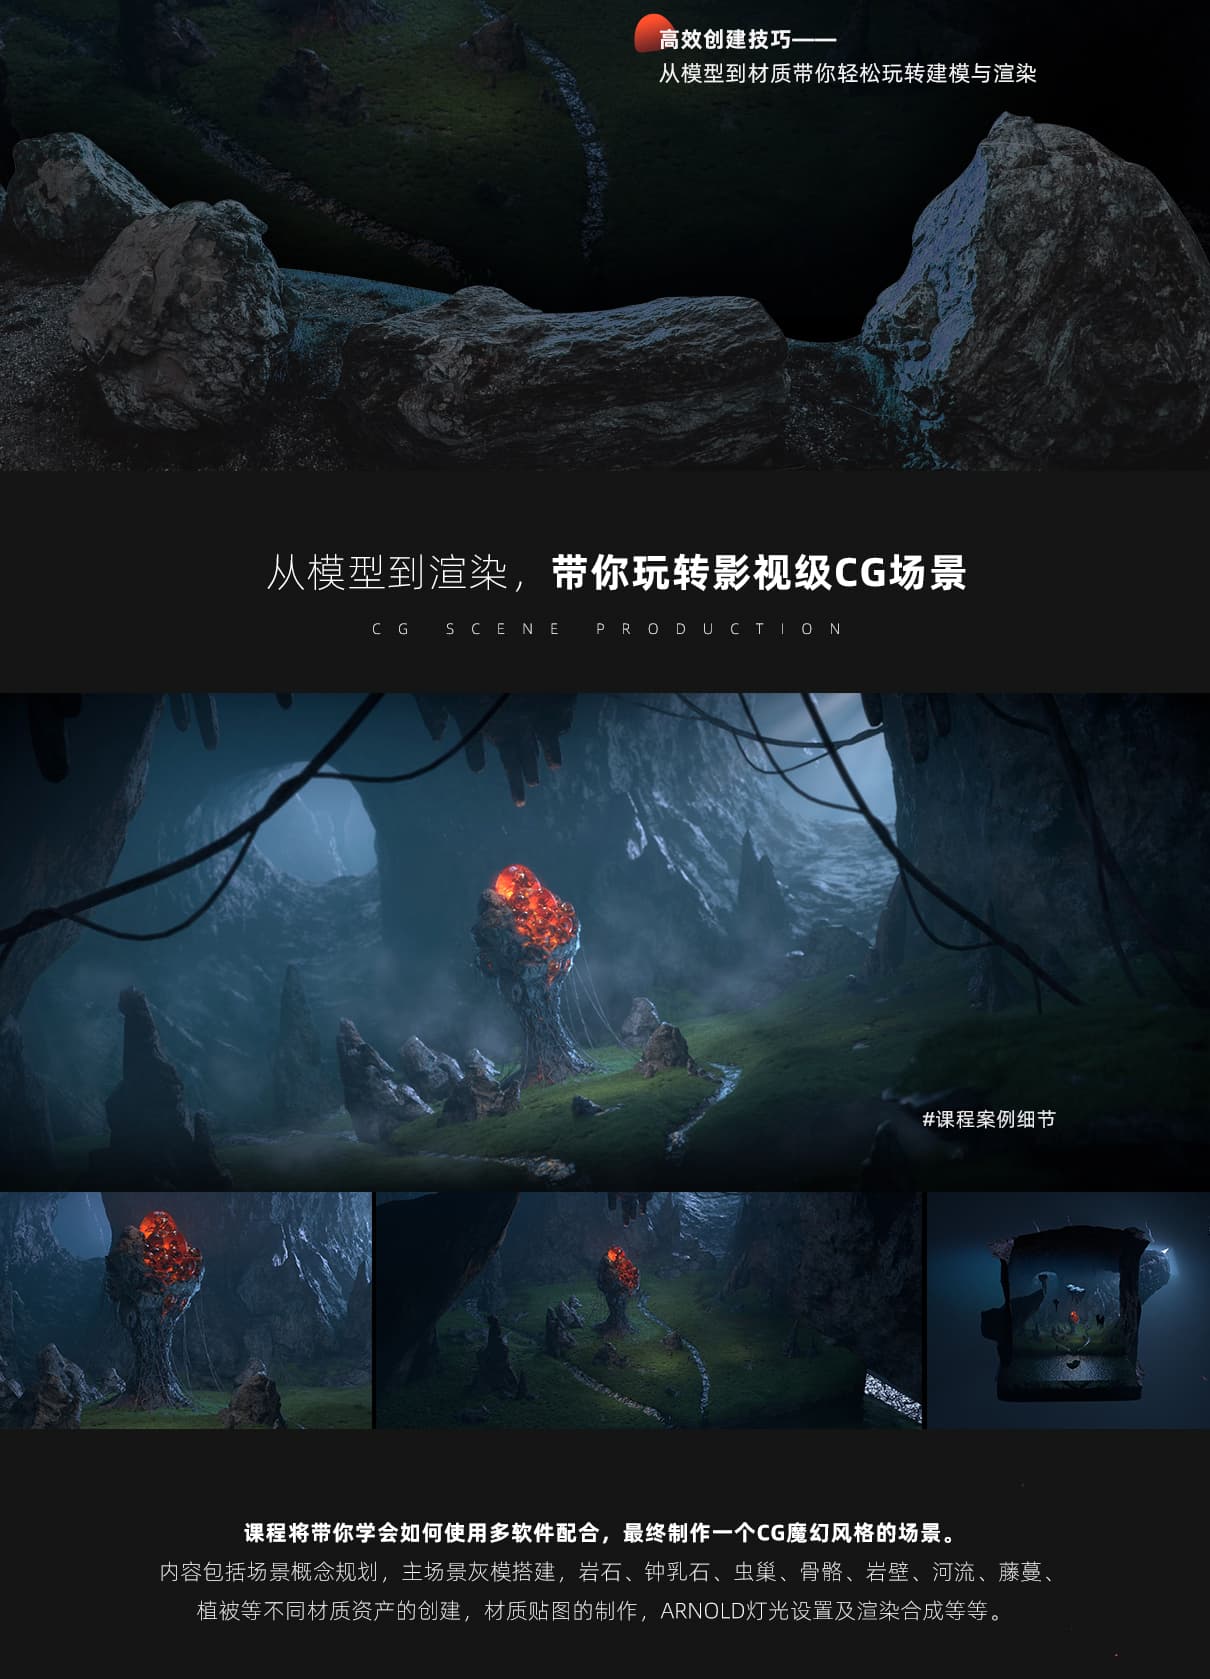 高效创建技巧——
从模型到材质带你轻松玩转建模与渲染
从模型到渲染，带你玩转影视级CG场景
CG SCENE PRODUCTION
#课程案例细节
课程将带你学会如何使用多软件配合，最终制作一个CG魔幻风格的场景。
内容包括场景概念规划，主场景灰模搭建，岩石、钟乳石、虫巢、骨骼、岩壁、河流、藤蔓、
植被等不同材质资产的创建，材质贴图的制作，ARNOLD灯光设置及渲染合成等等。